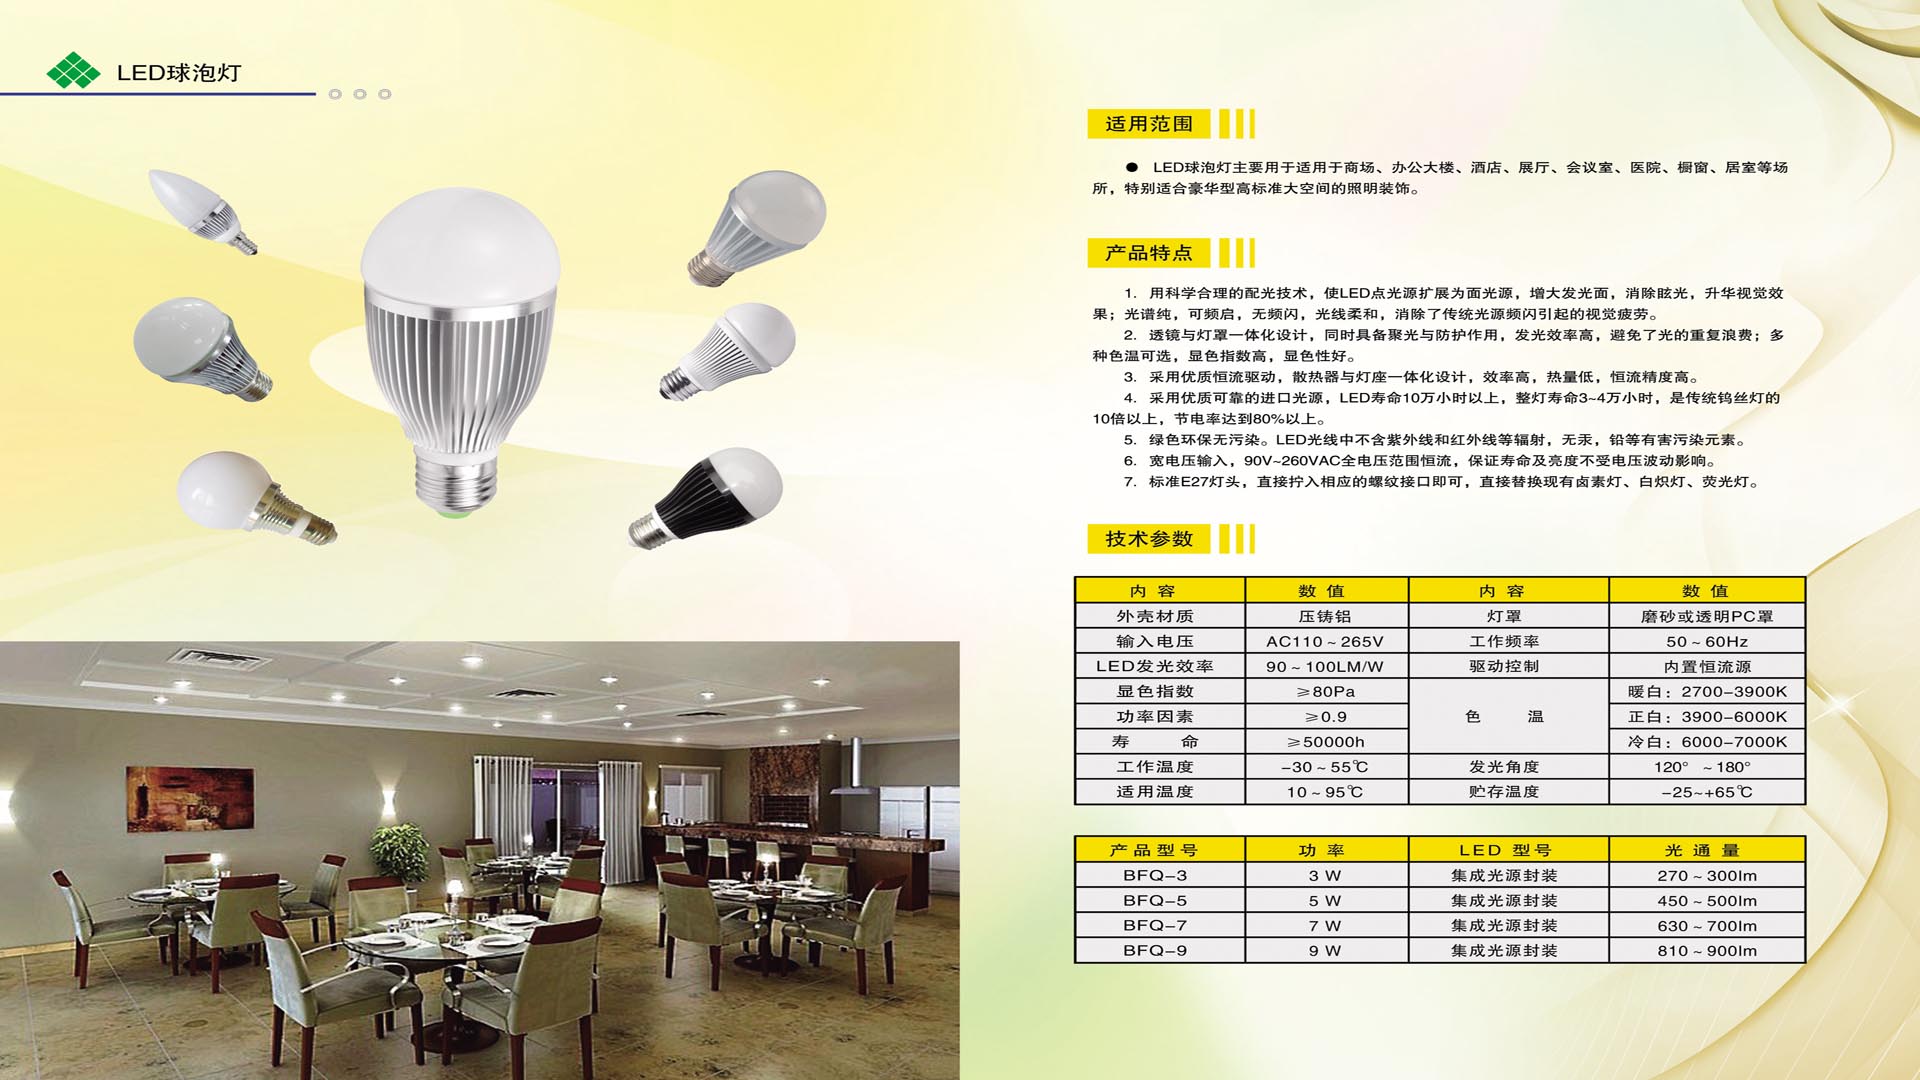 LED球泡灯
适用范围
● LED球泡灯主要用于适用于商场、办公大楼、酒店、展厅、会议室、医院、橱窗、居室等场
所，特别适合豪华型高标准大空间的照明装饰。
产品特点
1. 用科学合理的配光技术，使LED点光源扩展为面光源，增大发光面，消除眩光，升华视觉效
果；光谱纯，可频启，无频闪，光线柔和，消除了传统光源频闪引起的视觉疲劳。
2. 透镜与灯罩一体化设计，同时具备聚光与防护作用，发光效率高，避免了光的重复浪费；多
种色温可选，显色指数高，显色性好。
3. 采用优质恒流驱动，散热器与灯座一体化设计，效率高，热量低，恒流精度高。
4. 采用优质可靠的进口光源，LED寿命10万小时以上，整灯寿命3~4万小时，是传统钨丝灯的
10倍以上，节电率达到80%以上。
5. 绿色环保无污染。LED光线中不含紫外线和红外线等辐射，无汞，铅等有害污染元素。
6. 宽电压输入，90V~260VAC全电压范围恒流，保证寿命及亮度不受电压波动影响。
7. 标准E27灯头，直接拧入相应的螺纹接口即可，直接替换现有卤素灯、白炽灯、荧光灯。
技术参数
内 容 数 值 内 容 数 值
外壳材质 压铸铝 灯罩 磨砂或透明PC罩
输入电压 AC110~265V 工作频率 50~60Hz
LED发光效率 90~100LM/W 驱动控制 内置恒流源
显色指数 ≥80Pa 暖白：2700-3900K
功率因素 ≥0.9 色 温 正白：3900-6000K
寿 命 ≥50000h 冷白：6000-7000K
工作温度 -30~55℃ 发光角度 120° ~180°
适用温度 10~95℃ 贮存温度 -25~+65℃
产品型号 功 率 LED 型号 光 通 量
BFQ-3 3 W 集成光源封装 270~300lm
BFQ-5 5 W 集成光源封装 450~500lm
BFQ-7 7 W 集成光源封装 630~700lm
BFQ-9 9 W 集成光源封装 810~900lm